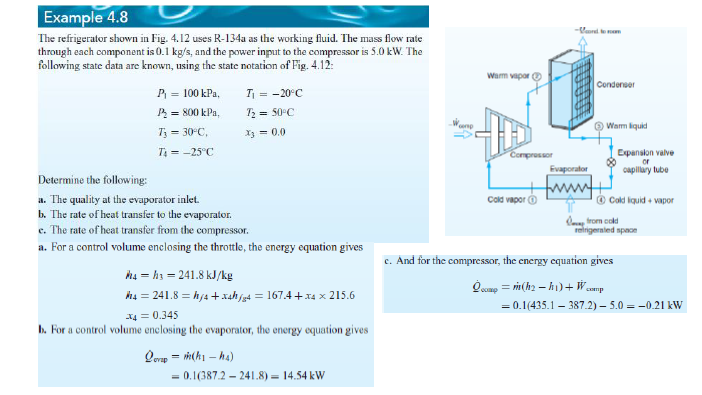 Example 4.8
The refrigerator shown in Fig. 4.12 uses R-134a as the working fluid. The mass flow rate
through each component is 0.1 kg/s, and the power input to the compressor is 5.0 kW. The
following state data are known, using the state notation of Fig. 4.12:
P₁ = 100 kPa, T₁ = −20°C
P₂ = 800 kPa, T₂ = 50°C
T₃ = 30°C, x₃ = 0.0
T₄ = −25°C
Determine the following:
a. The quality at the evaporator inlet.
b. The rate of heat transfer to the evaporator.
c. The rate of heat transfer from the compressor.
a. For a control volume enclosing the throttle, the energy equation gives
h₄ = h₃ = 241.8 kJ/kg
h₄ = 241.8 = h_f4 + x₄h_fg4 = 167.4 + x₄ × 215.6
x₄ = 0.345
b. For a control volume enclosing the evaporator, the energy equation gives
Q̇evap = ṁ(h₁ − h₄)
= 0.1(387.2 − 241.8) = 14.54 kW
to room
Warm vapor ②
Condenser
−Ẇcomp
③ Warm liquid
Compressor
Expansion valve
or
capillary tube
Evaporator
Cold vapor ①
④ Cold liquid + vapor
Q̇evap from cold
refrigerated space
c. And for the compressor, the energy equation gives
Q̇comp = ṁ(h₂ − h₁) + Ẇcomp
= 0.1(435.1 − 387.2) − 5.0 = −0.21 kW